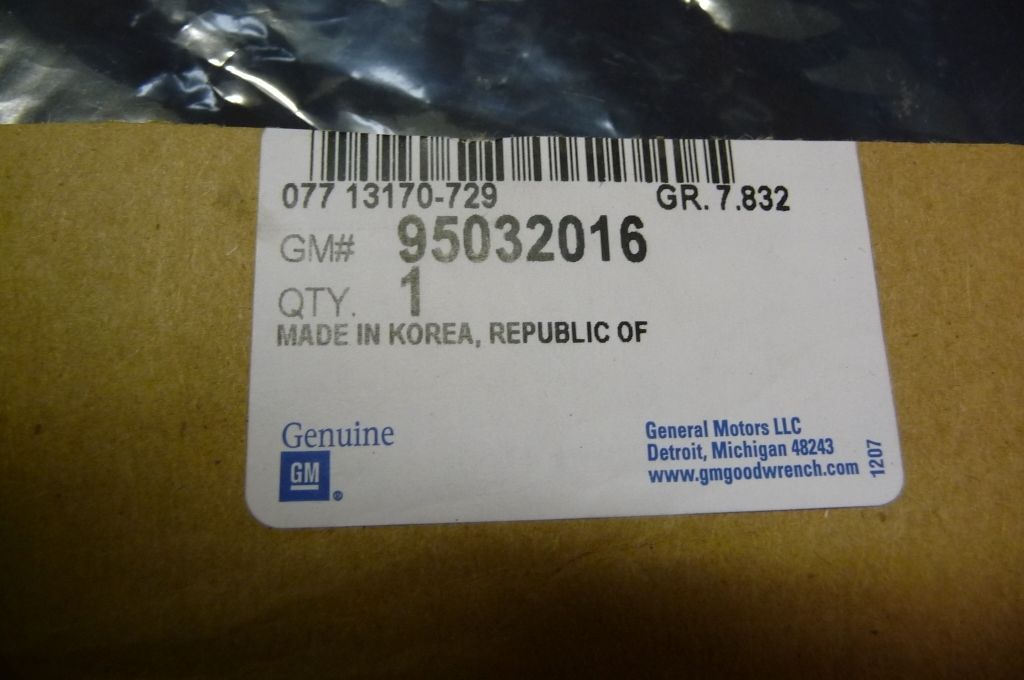 077 13170-729 GR. 7.832
GM# 95032016
QTY. 1
MADE IN KOREA, REPUBLIC OF
Genuine
GM ®
General Motors LLC
Detroit, Michigan 48243
www.gmgoodwrench.com
1207